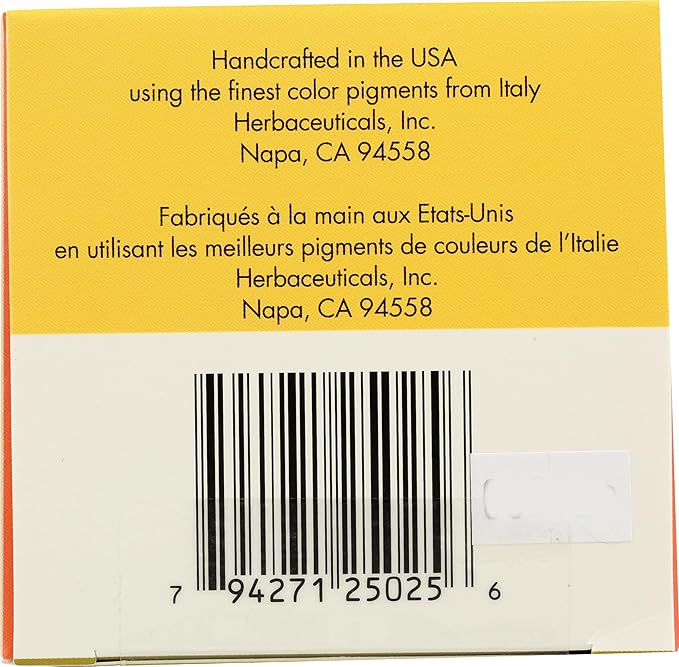 Handcrafted in the USA
using the finest color pigments from Italy
Herbaceuticals, Inc.
Napa, CA 94558
Fabriqués à la main aux Etats-Unis
en utilisant les meilleurs pigments de couleurs de l'Italie
Herbaceuticals, Inc.
Napa, CA 94558
7 94271 25025 6